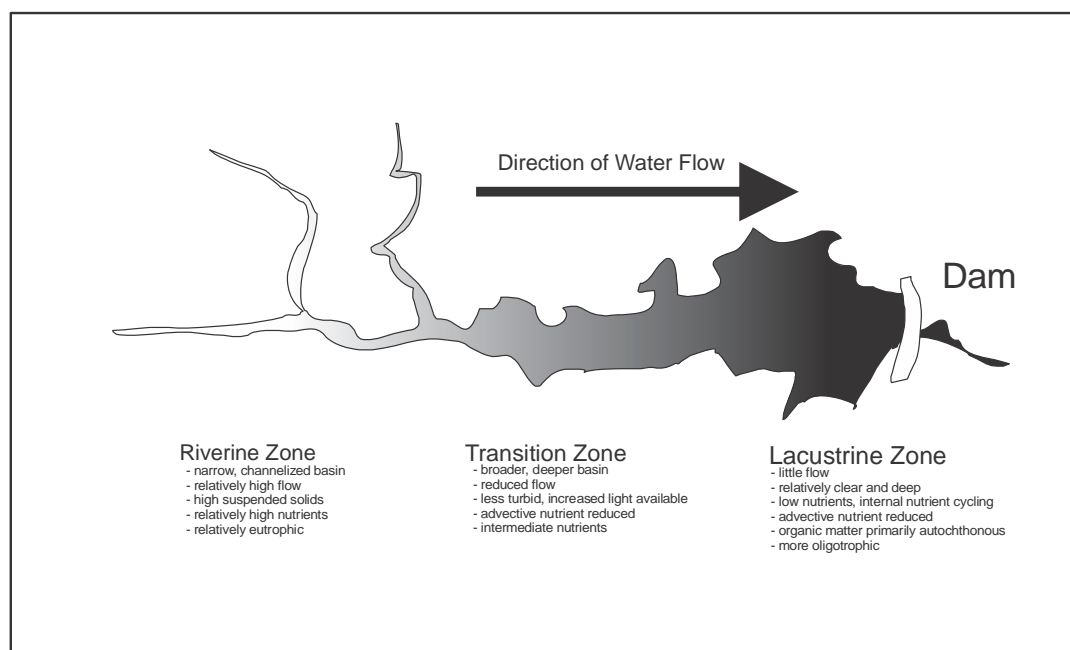 Direction of Water Flow
Dam
Riverine Zone
- narrow, channelized basin
- relatively high flow
- high suspended solids
- relatively high nutrients
- relatively eutrophic
Transition Zone
- broader, deeper basin
- reduced flow
- less turbid, increased light available
- advective nutrient reduced
- intermediate nutrients
Lacustrine Zone
- little flow
- relatively clear and deep
- low nutrients, internal nutrient cycling
- advective nutrient reduced
- organic matter primarily autochthonous
- more oligotrophic